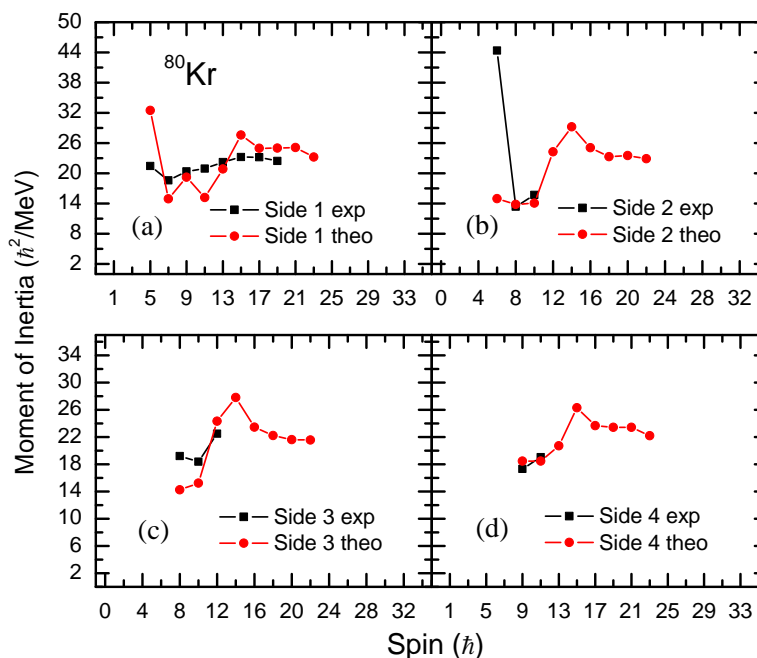 50
44
38
32
26
20
14
8
2
⁸⁰Kr
(a)
Side 1 exp
Side 1 theo
1 5 9 13 17 21 25 29 33
(b)
Side 2 exp
Side 2 theo
0 4 8 12 16 20 24 28 32
Moment of Inertia (ℏ²/MeV)
34
30
26
22
18
14
10
6
2
(c)
Side 3 exp
Side 3 theo
0 4 8 12 16 20 24 28 32
(d)
Side 4 exp
Side 4 theo
1 5 9 13 17 21 25 29 33
Spin (ℏ)